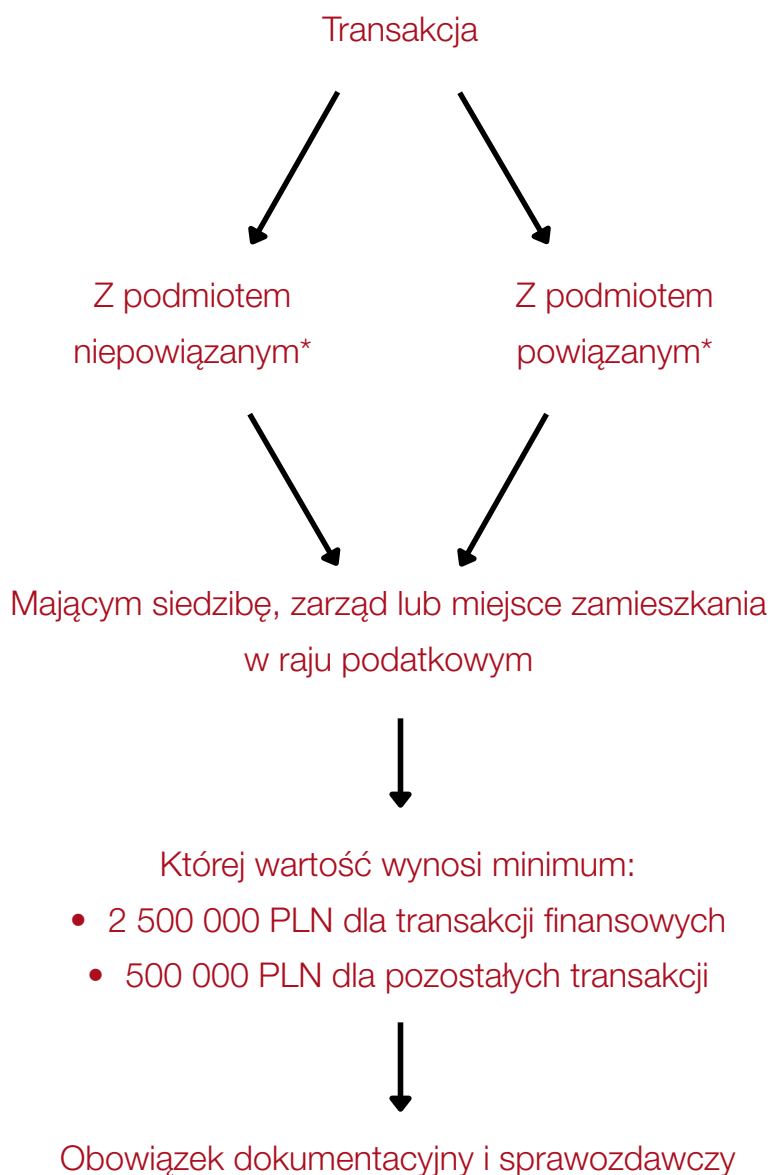 Transakcja
Z podmiotem
niepowiązanym*
Z podmiotem
powiązanym*
Mającym siedzibę, zarząd lub miejsce zamieszkania
w raju podatkowym
Której wartość wynosi minimum:
• 2 500 000 PLN dla transakcji finansowych
• 500 000 PLN dla pozostałych transakcji
Obowiązek dokumentacyjny i sprawozdawczy